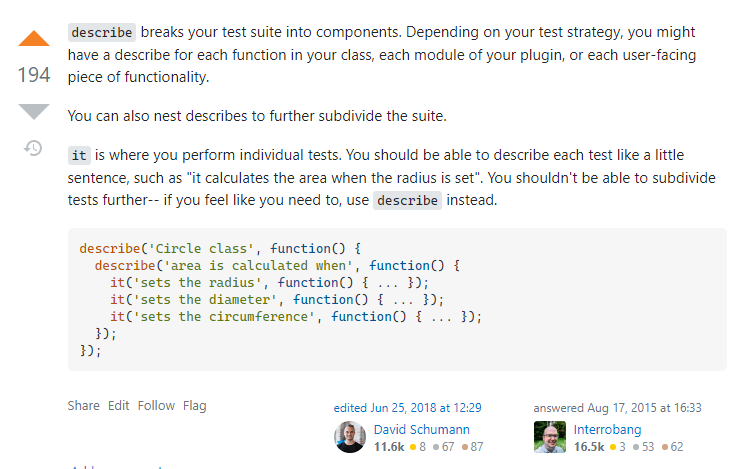 describe breaks your test suite into components. Depending on your test strategy, you might
have a describe for each function in your class, each module of your plugin, or each user-facing
194 piece of functionality.
You can also nest describes to further subdivide the suite.
it is where you perform individual tests. You should be able to describe each test like a little
sentence, such as "it calculates the area when the radius is set". You shouldn't be able to subdivide
tests further-- if you feel like you need to, use describe instead.
describe('Circle class', function() {
  describe('area is calculated when', function() {
    it('sets the radius', function() { ... });
    it('sets the diameter', function() { ... });
    it('sets the circumference', function() { ... });
  });
});
Share Edit Follow Flag
edited Jun 25, 2018 at 12:29
David Schumann
11.6k 8 67 87
answered Aug 17, 2015 at 16:33
Interrobang
16.5k 3 53 62